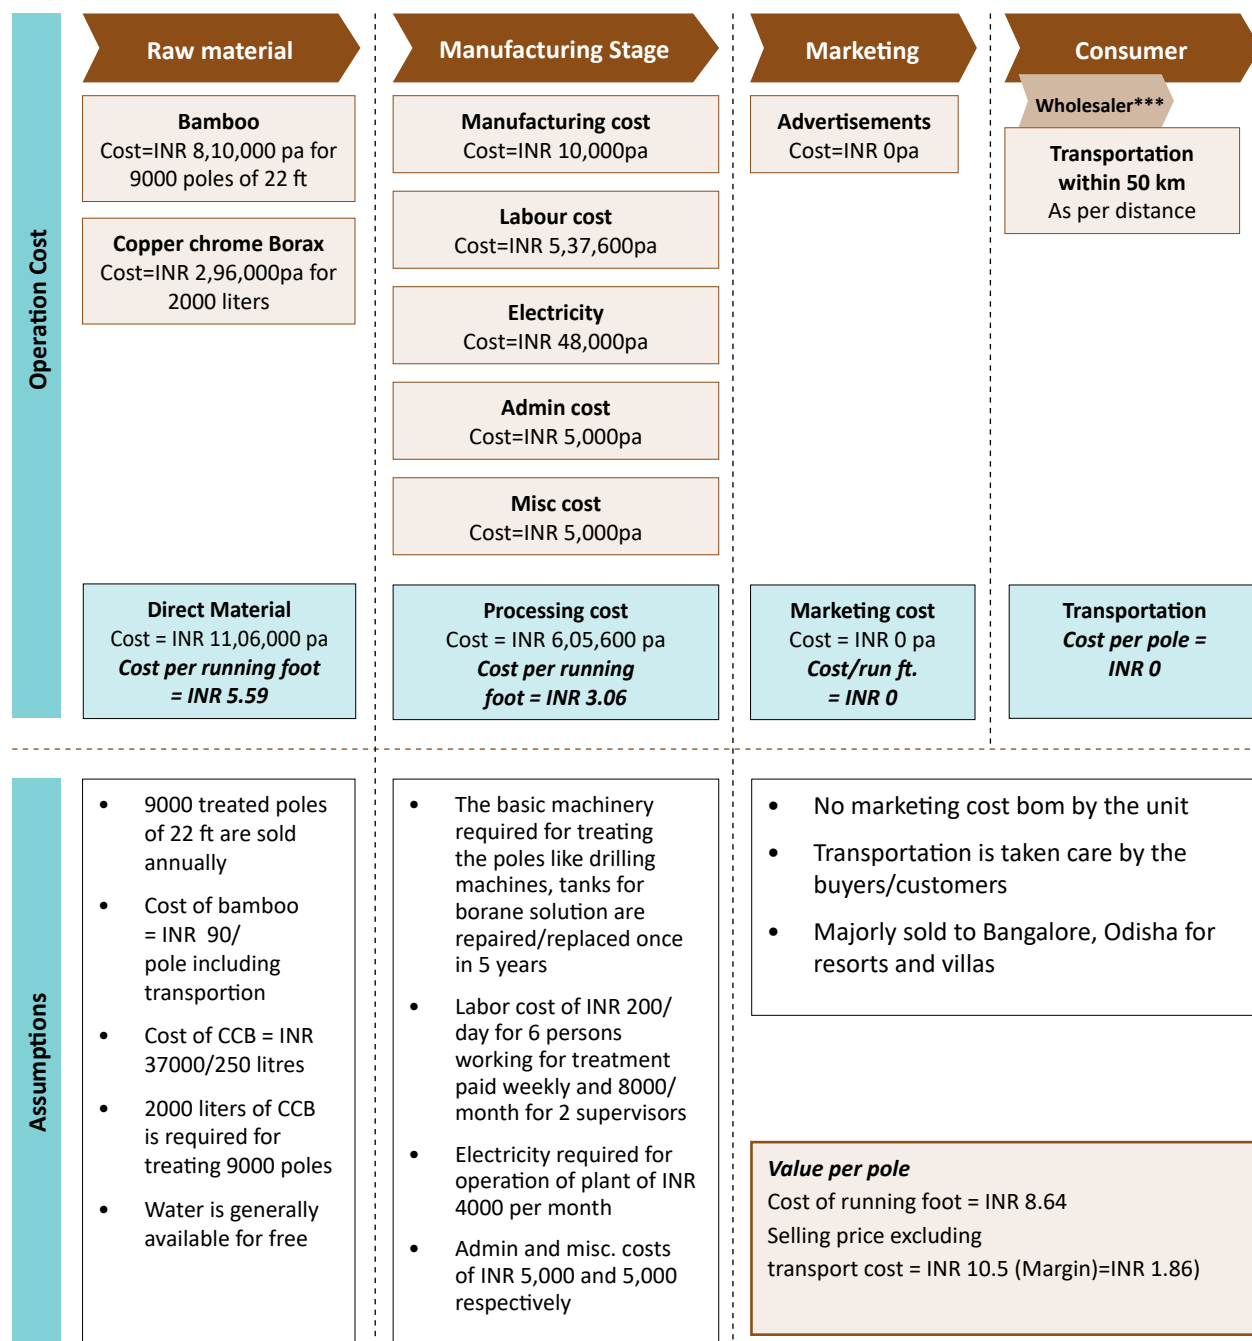 Raw material
Manufacturing Stage
Marketing
Consumer
Operation Cost
Bamboo
Cost=INR 8,10,000 pa for
9000 poles of 22 ft
Copper chrome Borax
Cost=INR 2,96,000pa for
2000 liters
Manufacturing cost
Cost=INR 10,000pa
Labour cost
Cost=INR 5,37,600pa
Electricity
Cost=INR 48,000pa
Admin cost
Cost=INR 5,000pa
Misc cost
Cost=INR 5,000pa
Advertisements
Cost=INR 0pa
Wholesaler***
Transportation
within 50 km
As per distance
Direct Material
Cost = INR 11,06,000 pa
Cost per running foot
= INR 5.59
Processing cost
Cost = INR 6,05,600 pa
Cost per running
foot = INR 3.06
Marketing cost
Cost = INR 0 pa
Cost/run ft.
= INR 0
Transportation
Cost per pole =
INR 0
Assumptions
• 9000 treated poles
of 22 ft are sold
annually
• Cost of bamboo
= INR 90/
pole including
transportion
• Cost of CCB = INR
37000/250 litres
• 2000 liters of CCB
is required for
treating 9000 poles
• Water is generally
available for free
• The basic machinery
required for treating
the poles like drilling
machines, tanks for
borane solution are
repaired/replaced once
in 5 years
• Labor cost of INR 200/
day for 6 persons
working for treatment
paid weekly and 8000/
month for 2 supervisors
• Electricity required for
operation of plant of INR
4000 per month
• Admin and misc. costs
of INR 5,000 and 5,000
respectively
• No marketing cost bom by the unit
• Transportation is taken care by the
buyers/customers
• Majorly sold to Bangalore, Odisha for
resorts and villas
Value per pole
Cost of running foot = INR 8.64
Selling price excluding
transport cost = INR 10.5 (Margin)=INR 1.86)